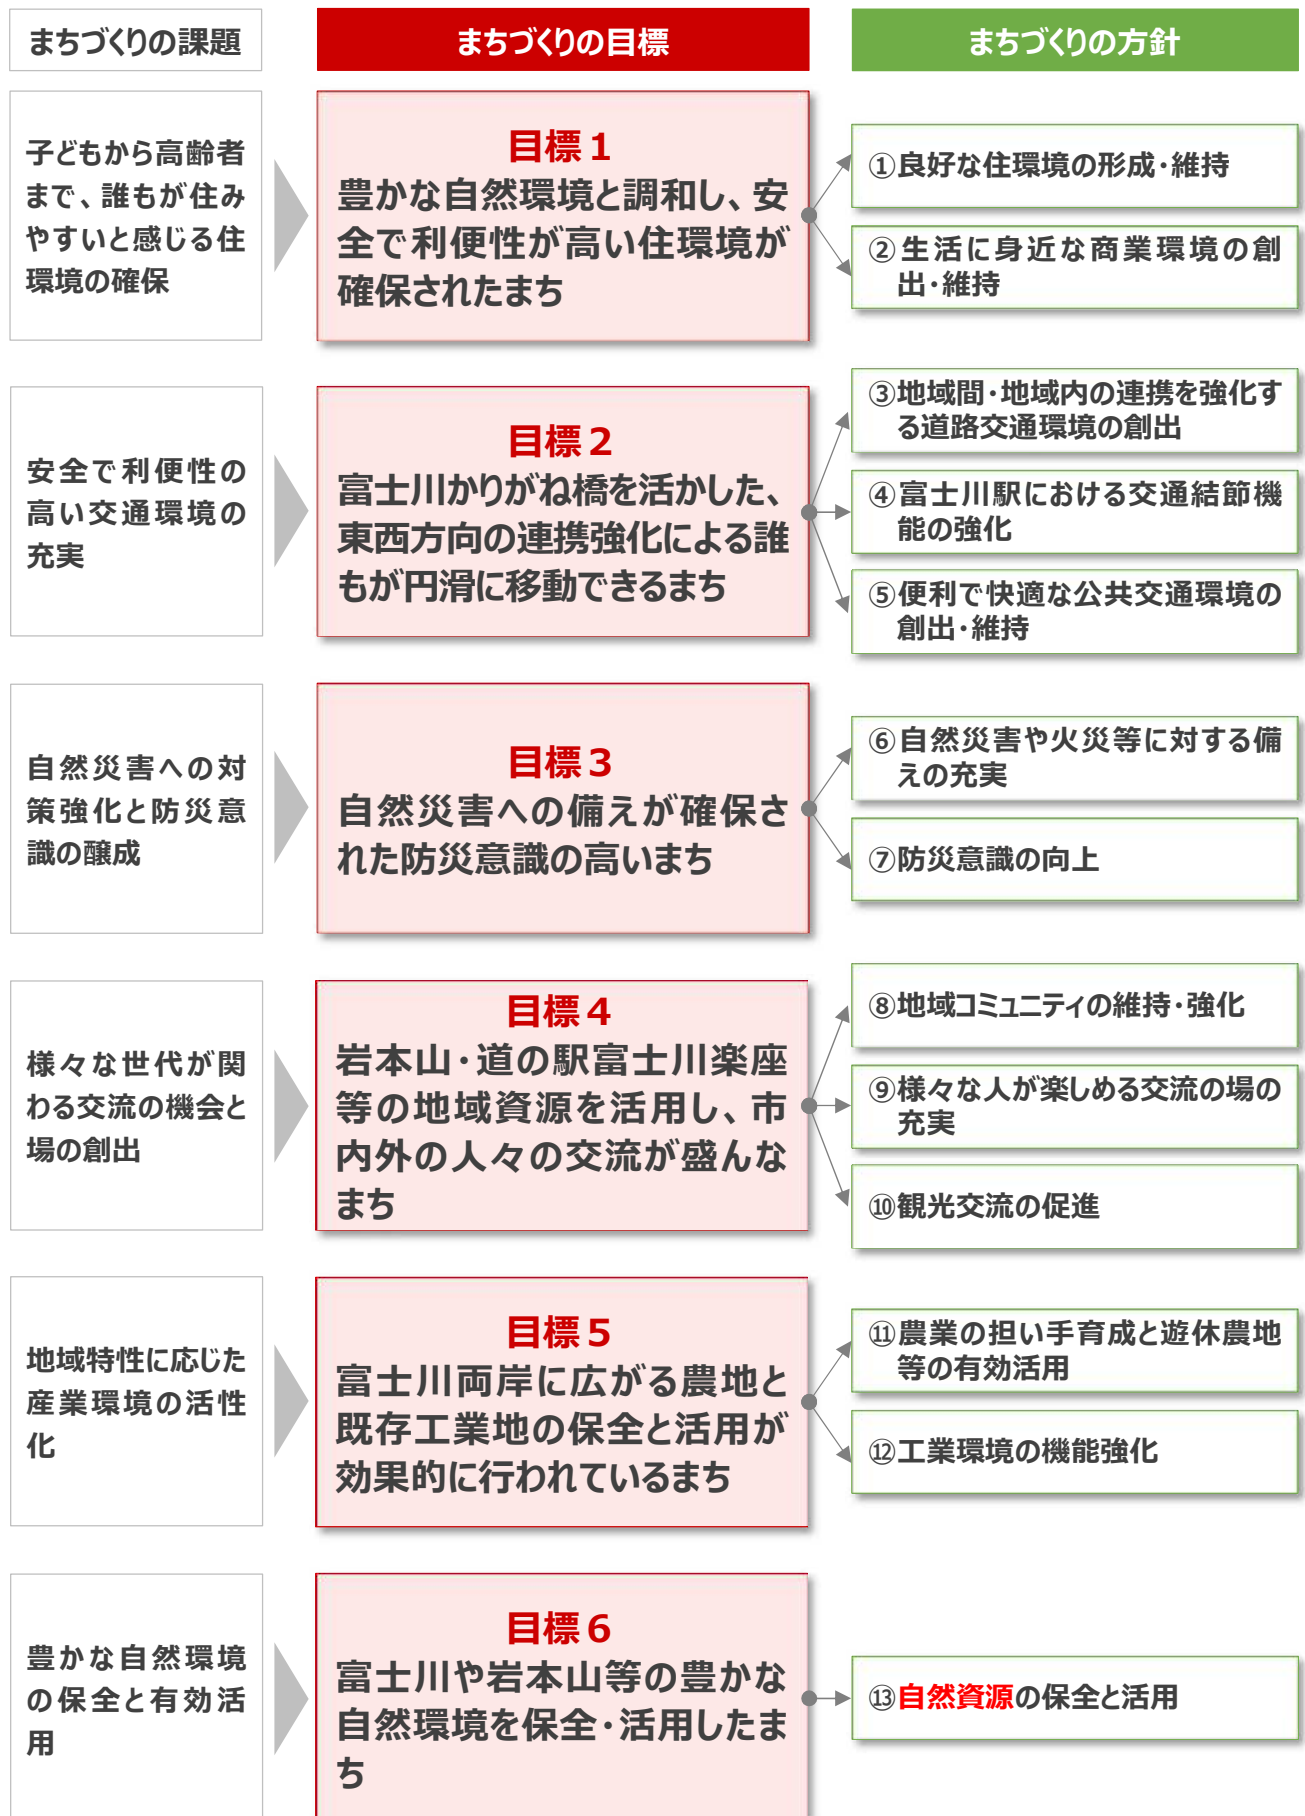 まちづくりの課題
まちづくりの目標
まちづくりの方針
子どもから高齢者
まで、誰もが住み
やすいと感じる住
環境の確保
目標１
豊かな自然環境と調和し、安
全で利便性が高い住環境が
確保されたまち
①良好な住環境の形成・維持
②生活に身近な商業環境の創
出・維持
安全で利便性の
高い交通環境の
充実
目標２
富士川かりがね橋を活かした、
東西方向の連携強化による誰
もが円滑に移動できるまち
③地域間・地域内の連携を強化す
る道路交通環境の創出
④富士川駅における交通結節機
能の強化
⑤便利で快適な公共交通環境の
創出・維持
自然災害への対
策強化と防災意
識の醸成
目標３
自然災害への備えが確保さ
れた防災意識の高いまち
⑥自然災害や火災等に対する備
えの充実
⑦防災意識の向上
様々な世代が関
わる交流の機会と
場の創出
目標４
岩本山・道の駅富士川楽座
等の地域資源を活用し、市
内外の人々の交流が盛んな
まち
⑧地域コミュニティの維持・強化
⑨様々な人が楽しめる交流の場の
充実
⑩観光交流の促進
地域特性に応じた
産業環境の活性
化
目標５
富士川両岸に広がる農地と
既存工業地の保全と活用が
効果的に行われているまち
⑪農業の担い手育成と遊休農地
等の有効活用
⑫工業環境の機能強化
豊かな自然環境
の保全と有効活
用
目標６
富士川や岩本山等の豊かな
自然環境を保全・活用したま
ち
⑬自然資源の保全と活用